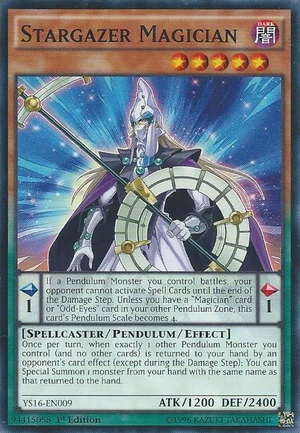 STARGAZER MAGICIAN
DARK
闇
If a Pendulum Monster you control battles, your
opponent cannot activate Spell Cards until the end of
the Damage Step. Unless you have a "Magician" card
or "Odd-Eyes" card in your other Pendulum Zone, this
card's Pendulum Scale becomes 4.
1
1
[SPELLCASTER/PENDULUM/EFFECT]
Once per turn, when exactly 1 other Pendulum Monster you
control (and no other cards) is returned to your hand by an
opponent's card effect (except during the Damage Step): You can
Special Summon 1 monster from your hand with the same name as
that returned to the hand.
YS16-EN009
ATK/1200 DEF/2400
94415058
1st Edition
©1996 KAZUKI TAKAHASHI